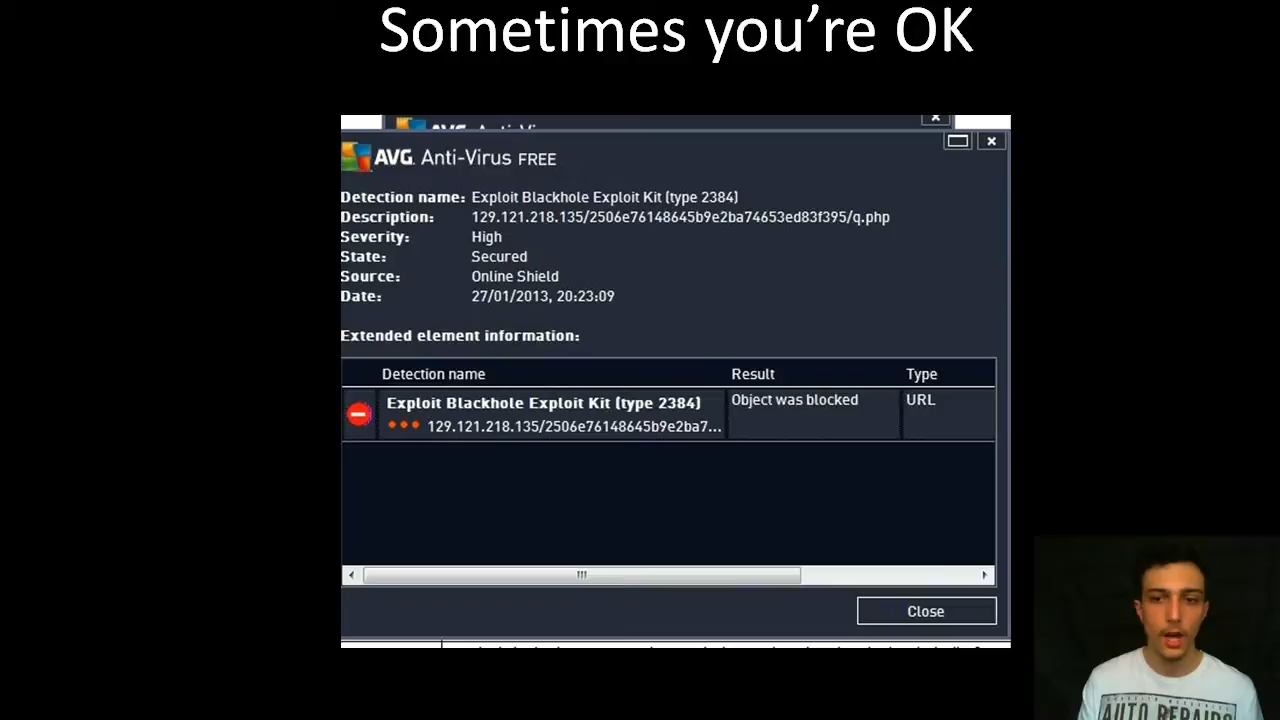 Sometimes you're OK
AVG. Anti-Virus FREE
Detection name: Exploit Blackhole Exploit Kit (type 2384)
Description: 129.121.218.135/2506e76148645b9e2ba74653ed83f395/q.php
Severity: High
State: Secured
Source: Online Shield
Date: 27/01/2013, 20:23:09
Extended element information:
Detection name Result Type
Exploit Blackhole Exploit Kit (type 2384) Object was blocked URL
129.121.218.135/2506e76148645b9e2ba7...
Close
AUTO REPAIRS